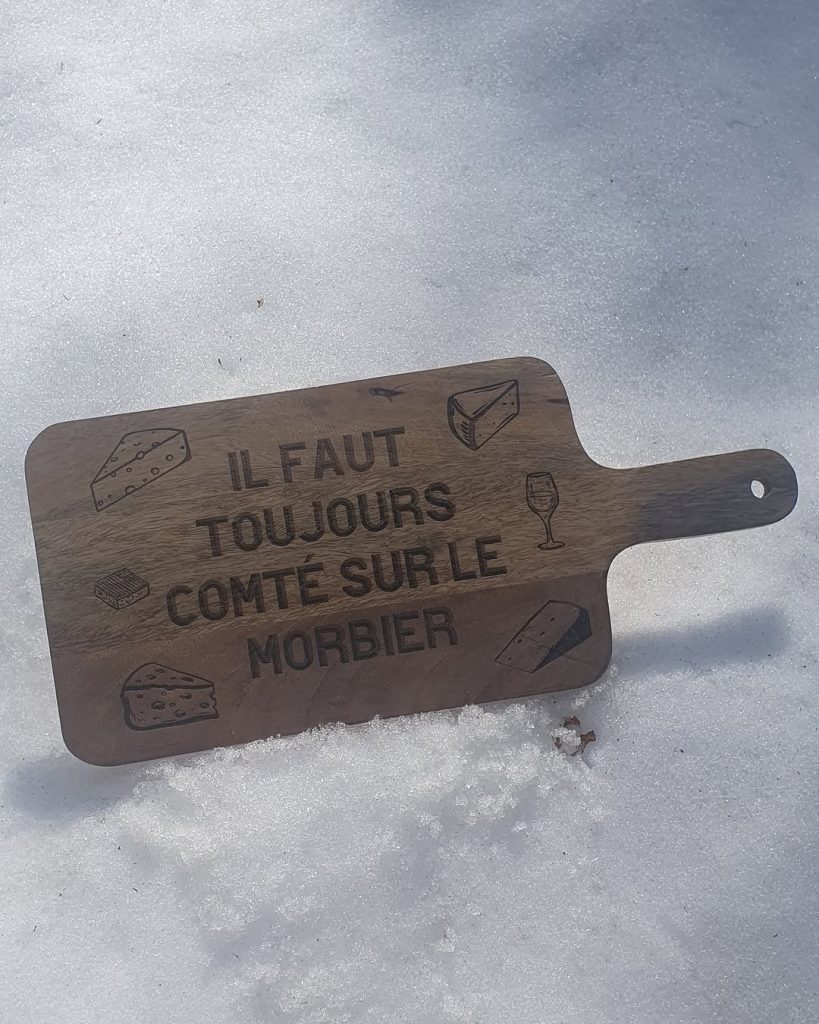 IL FAUT
TOUJOURS
COMTÉ SUR LE
MORBIER